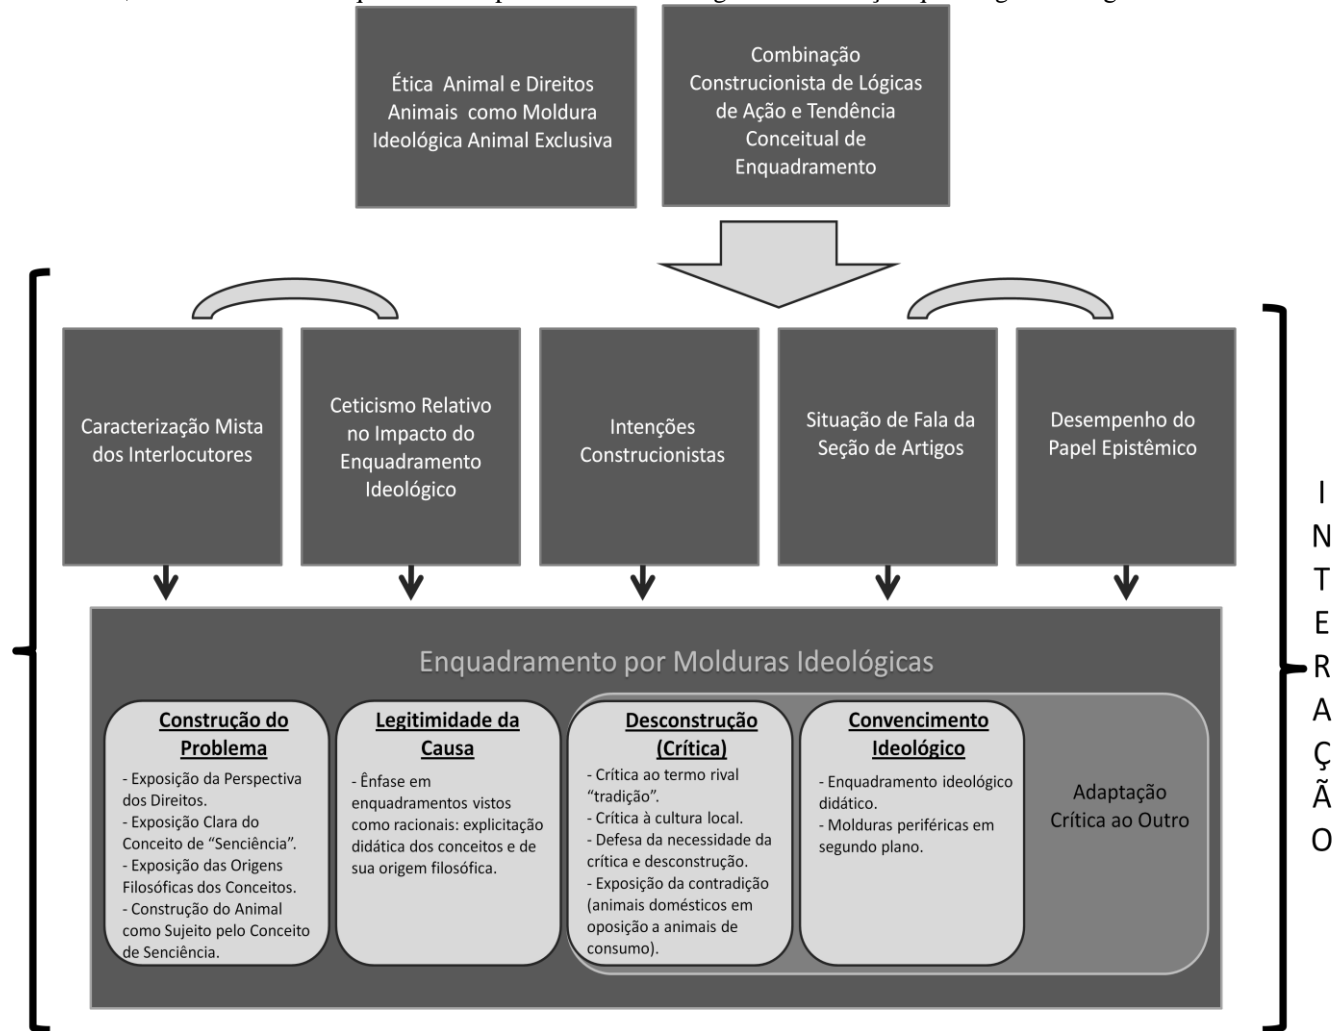 Ética Animal e Direitos
Animais como Moldura
Ideológica Animal Exclusiva
Combinação
Construcionista de Lógicas
de Ação e Tendência
Conceitual de
Enquadramento
Caracterização Mista
dos Interlocutores
Ceticismo Relativo
no Impacto do
Enquadramento
Ideológico
Intenções
Construcionistas
Situação de Fala da
Seção de Artigos
Desempenho do
Papel Epistêmico
Enquadramento por Molduras Ideológicas
Construção do
Problema
- Exposição da Perspectiva
dos Direitos.
- Exposição Clara do
Conceito de “Senciência”.
- Exposição das Origens
Filosóficas dos Conceitos.
- Construção do Animal
como Sujeito pelo Conceito
de Senciência.
Legitimidade da
Causa
- Ênfase em
enquadramentos vistos
como racionais: explicitação
didática dos conceitos e de
sua origem filosófica.
Desconstrução
(Crítica)
- Crítica ao termo rival
“tradição”.
- Crítica à cultura local.
- Defesa da necessidade da
crítica e desconstrução.
- Exposição da contradição
(animais domésticos em
oposição a animais de
consumo).
Convencimento
Ideológico
- Enquadramento ideológico
didático.
- Molduras periféricas em
segundo plano.
Adaptação
Crítica ao Outro
I
N
T
E
R
A
Ç
Ã
O